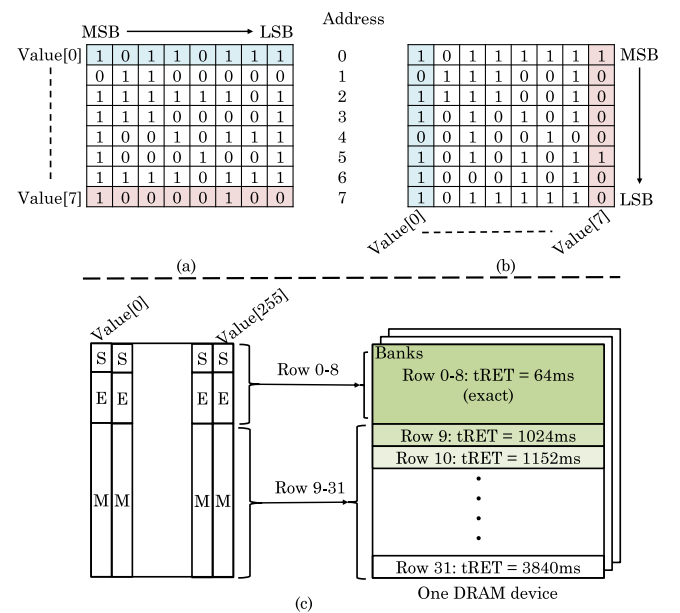 Address
MSB LSB
Value[0] 1 0 1 1 0 1 1 1 0 1 0 1 1 1 1 1 1 MSB
0 1 1 0 0 0 0 1 1 0 1 1 1 0 0 1 0
1 1 1 1 1 1 0 1 2 1 1 1 1 0 0 1 0
1 1 1 1 0 0 1 1 3 1 0 1 0 0 1 1 0
1 0 0 1 0 1 1 1 4 0 0 1 0 0 1 0 0
1 0 0 0 1 0 0 1 5 1 0 1 1 0 0 1 1
1 1 1 1 0 1 1 1 6 1 0 0 0 1 0 1 0
Value[7] 1 0 0 0 0 1 0 0 7 1 0 1 1 1 1 1 0 LSB
Value[0] Value[7]
(a) (b)
Value[0] Value[255]
S S S S
E E E E
M M M M
Row 0-8
Row 9-31
Banks
Row 0-8: tRET = 64ms
(exact)
Row 9: tRET = 1024ms
Row 10: tRET = 1152ms
Row 31: tRET = 3840ms
One DRAM device
(c)